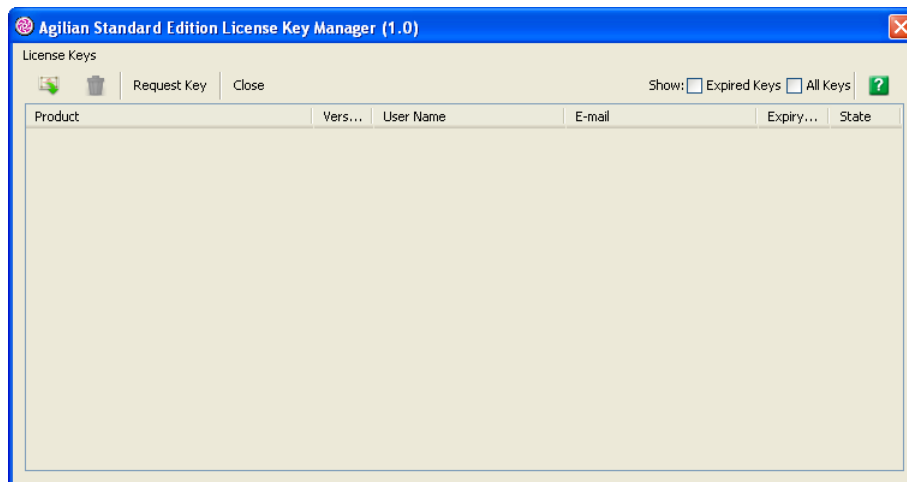 Agilian Standard Edition License Key Manager (1.0)
License Keys
Request Key Close Show: Expired Keys All Keys ?
Product Vers... User Name E-mail Expiry... State